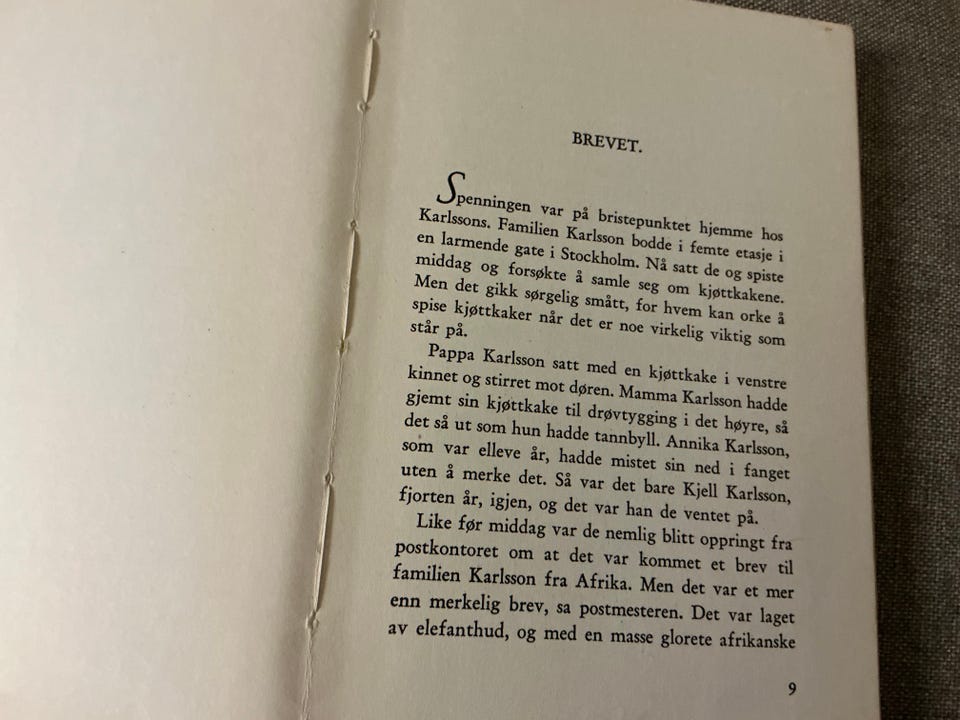 BREVET.
Spenningen var på bristepunktet hjemme hos
Karlssons. Familien Karlsson bodde i femte etasje i
en larmende gate i Stockholm. Nå satt de og spiste
middag og forsøkte å samle seg om kjøttkakene.
Men det gikk sørgelig smått, for hvem kan orke å
spise kjøttkaker når det er noe virkelig viktig som
står på.
Pappa Karlsson satt med en kjøttkake i venstre
kinnet og stirret mot døren. Mamma Karlsson hadde
gjemt sin kjøttkake til drøvtygging i det høyre, så
det så ut som hun hadde tannbyll. Annika Karlsson,
som var elleve år, hadde mistet sin ned i fanget
uten å merke det. Så var det bare Kjell Karlsson,
fjorten år, igjen, og det var han de ventet på.
Like før middag var de nemlig blitt oppringt fra
postkontoret om at det var kommet et brev til
familien Karlsson fra Afrika. Men det var et mer
enn merkelig brev, sa postmesteren. Det var laget
av elefanthud, og med en masse glorete afrikanske
9